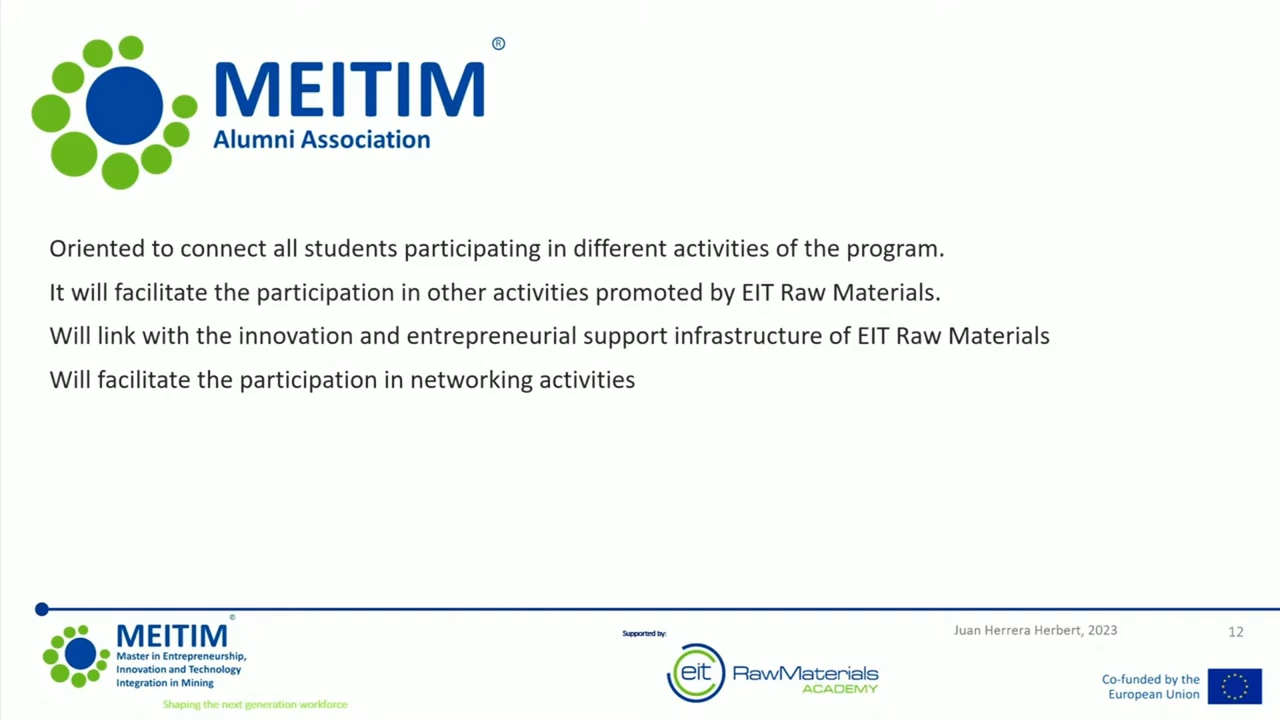 ®
MEITIM
Alumni Association
Oriented to connect all students participating in different activities of the program.
It will facilitate the participation in other activities promoted by EIT Raw Materials.
Will link with the innovation and entrepreneurial support infrastructure of EIT Raw Materials
Will facilitate the participation in networking activities
MEITIM
Master in Entrepreneurship,
Innovation and Technology
Integration in Mining
Shaping the next generation workforce
Supported by:
eit RawMaterials
ACADEMY
Juan Herrera Herbert, 2023
12
Co-funded by the
European Union